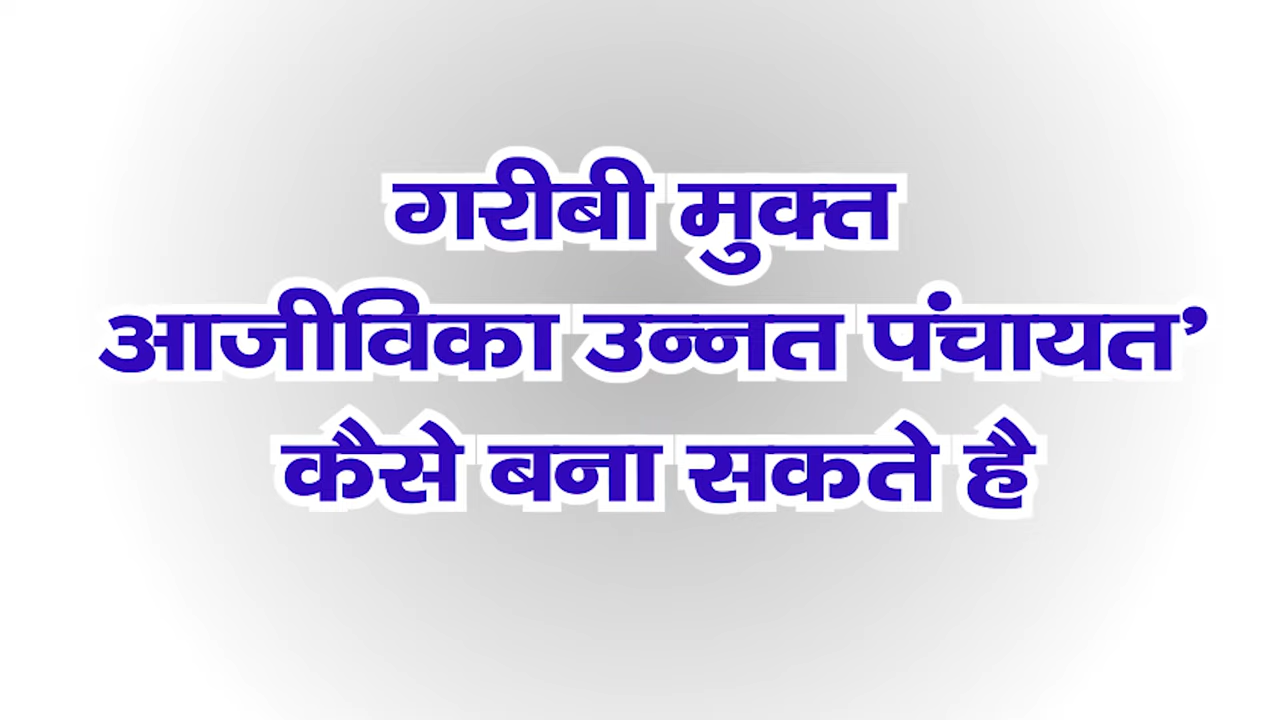 गरीबी मुक्त
आजीविका उन्नत पंचायत’
कैसे बना सकते है